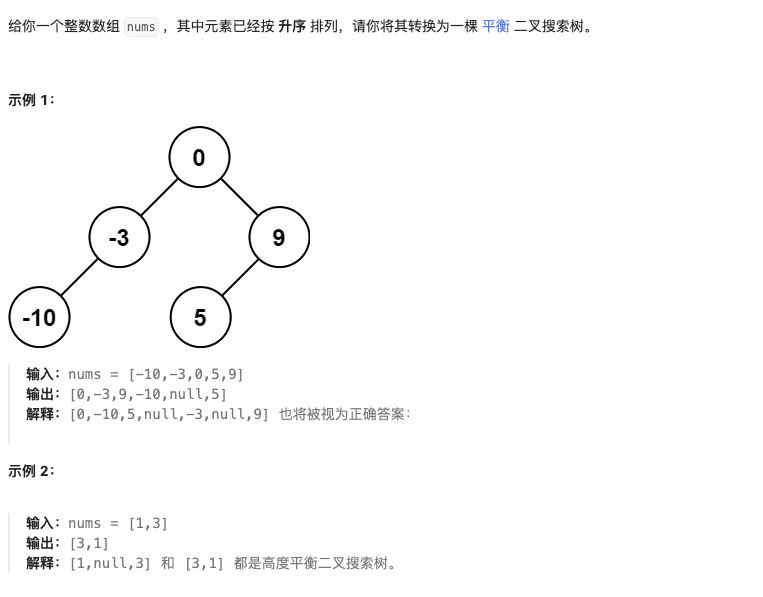 给你一个整数数组 nums ，其中元素已经按 升序 排列，请你将其转换为一棵 平衡 二叉搜索树。
示例 1：
0
-3
9
-10
5
输入：nums = [-10,-3,0,5,9]
输出：[0,-3,9,-10,null,5]
解释：[0,-10,5,null,-3,null,9] 也将被视为正确答案：
示例 2：
输入：nums = [1,3]
输出：[3,1]
解释：[1,null,3] 和 [3,1] 都是高度平衡二叉搜索树。